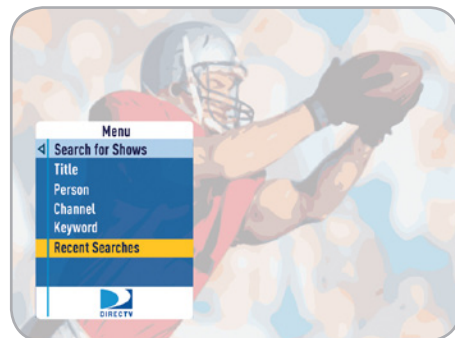 Menu
Search for Shows
Title
Person
Channel
Keyword
Recent Searches
DIRECTV